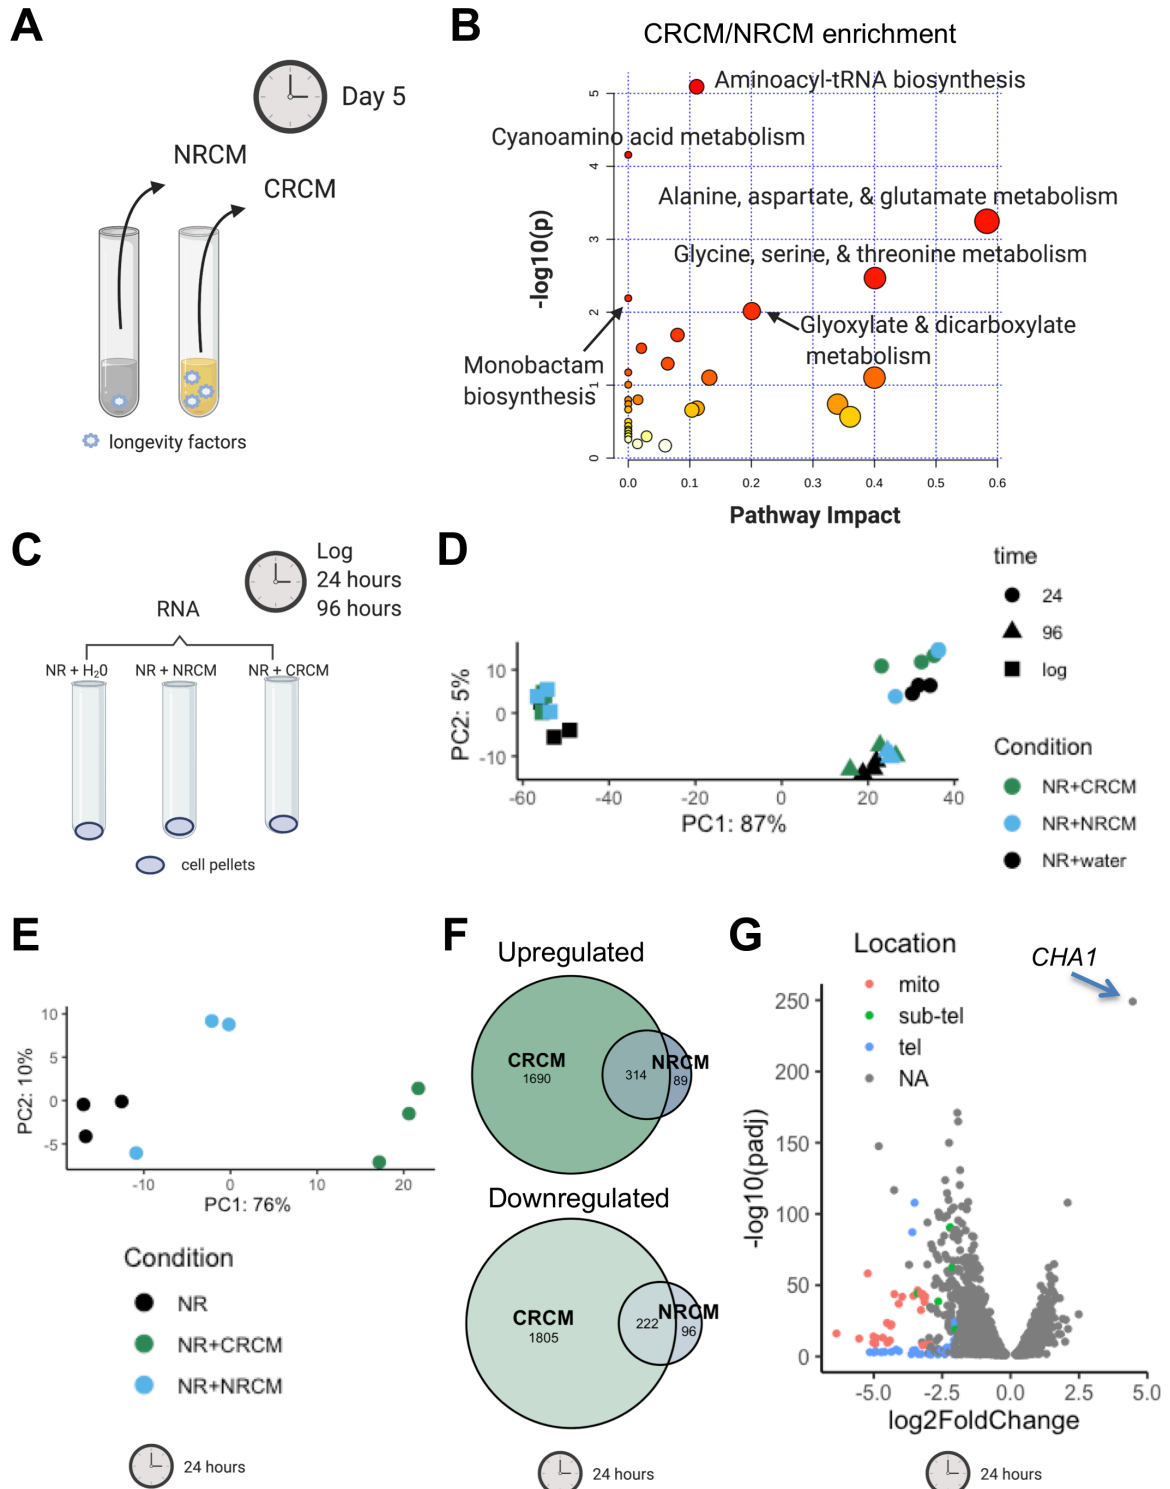 A
Day 5
NRCM
CRCM
longevity factors
B
CRCM/NRCM enrichment
Aminoacyl-tRNA biosynthesis
Cyanoamino acid metabolism
Alanine, aspartate, & glutamate metabolism
Glycine, serine, & threonine metabolism
Glyoxylate & dicarboxylate
metabolism
Monobactam
biosynthesis
-log10(p)
5
4
3
2
1
0
0.0 0.1 0.2 0.3 0.4 0.5 0.6
Pathway Impact
C
Log
24 hours
96 hours
RNA
NR + H₂0 NR + NRCM NR + CRCM
cell pellets
D
PC2: 5%
10
0
-10
-60 -40 -20 0 20 40
PC1: 87%
time
24
96
log
Condition
NR+CRCM
NR+NRCM
NR+water
E
PC2: 10%
10
5
0
-5
-10 0 10 20
PC1: 76%
Condition
NR
NR+CRCM
NR+NRCM
24 hours
F
Upregulated
CRCM
1690
314
NRCM
89
Downregulated
CRCM
1805
222
NRCM
96
24 hours
G
Location
mito
sub-tel
tel
NA
CHA1
-log10(padj)
250
200
150
100
50
0
-5.0 -2.5 0.0 2.5 5.0
log2FoldChange
24 hours